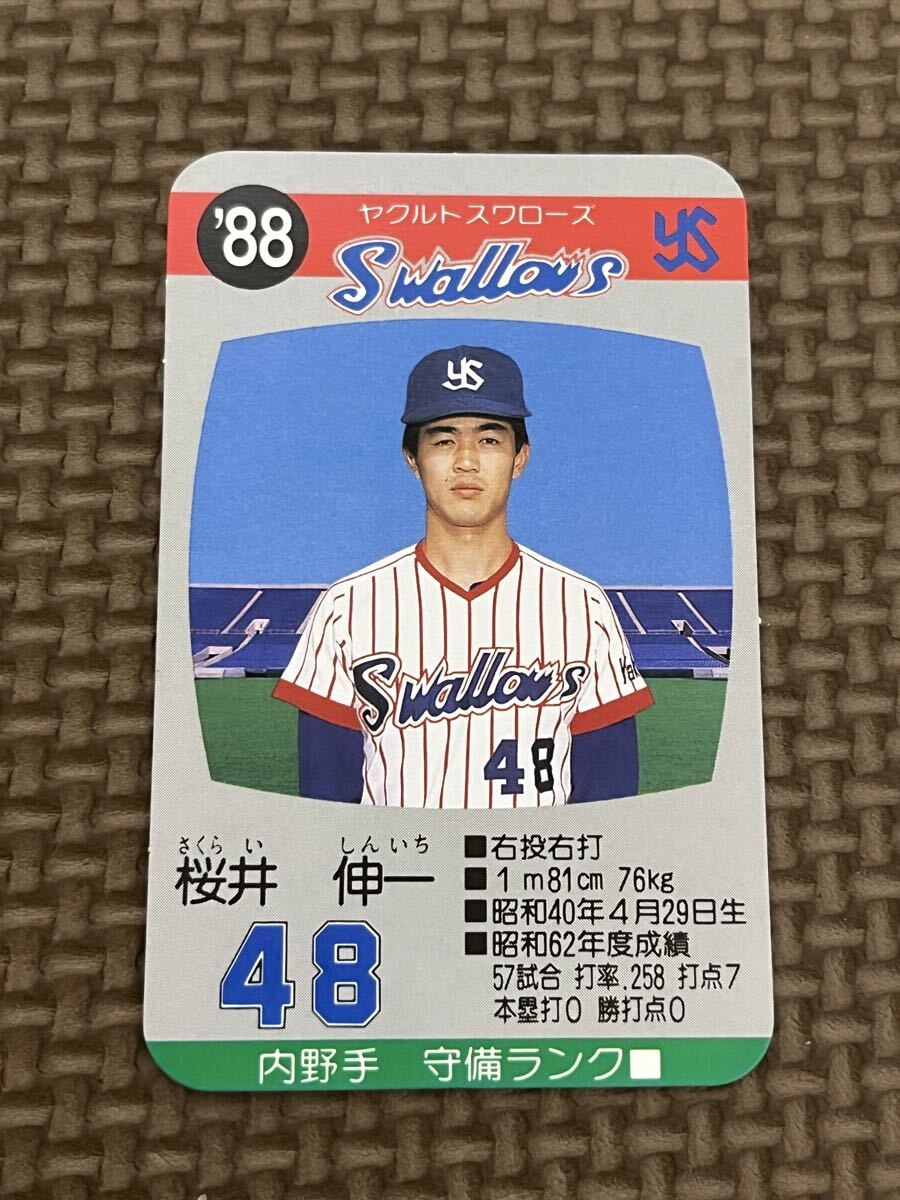 '88
ヤクルトスワローズ
YS
Swallows
YS
Swallows
48
さくら い しん いち
桜井 伸一
48
■右投右打
■1m81cm 76kg
■昭和40年4月29日生
■昭和62年度成績
57試合 打率.258 打点7
本塁打0 勝打点0
内野手 守備ランク■